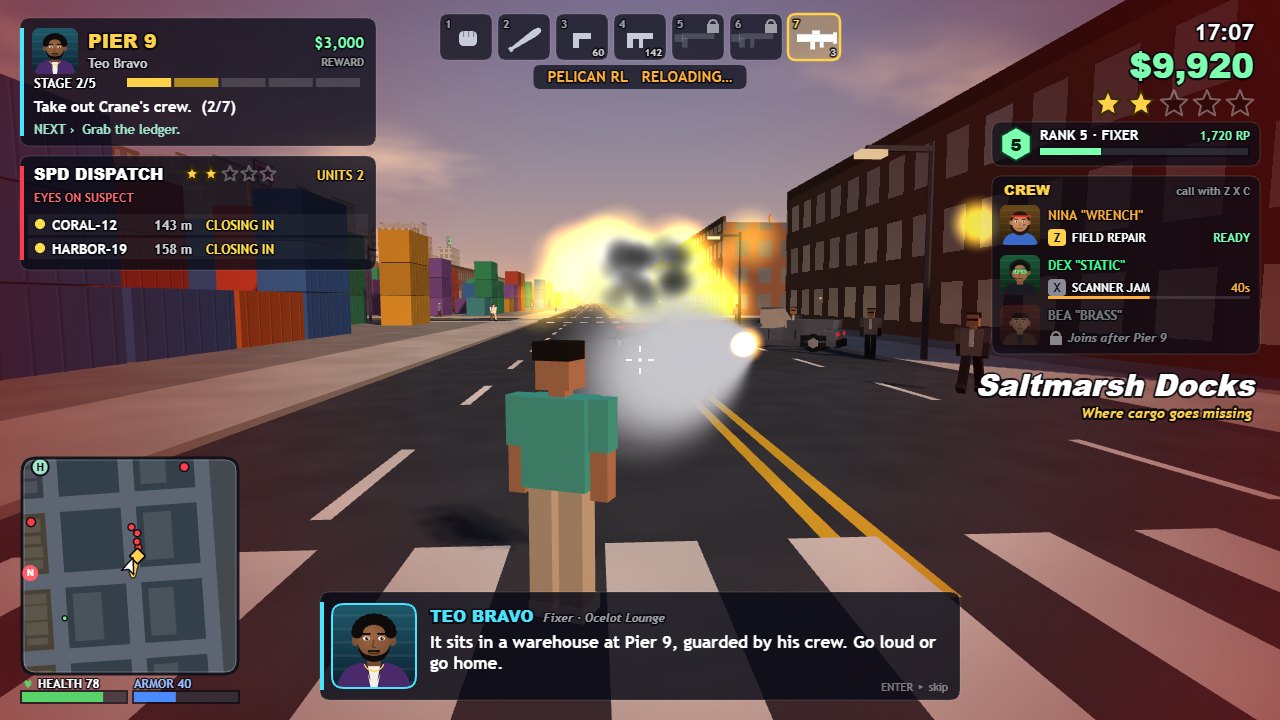 PIER 9
Teo Bravo
$3,000
REWARD
STAGE 2/5
Take out Crane's crew. (2/7)
NEXT › Grab the ledger.
SPD DISPATCH
UNITS 2
EYES ON SUSPECT
CORAL-12 143 m CLOSING IN
HARBOR-19 158 m CLOSING IN
1
2
3
60
4
142
5
6
7
3
PELICAN RL RELOADING...
17:07
$9,920
5
RANK 5 · FIXER
1,720 RP
CREW
call with Z X C
NINA "WRENCH"
Z FIELD REPAIR READY
DEX "STATIC"
X SCANNER JAM 40s
BEA "BRASS"
Joins after Pier 9
Saltmarsh Docks
Where cargo goes missing
H
N
HEALTH 78
ARMOR 40
TEO BRAVO Fixer · Ocelot Lounge
It sits in a warehouse at Pier 9, guarded by his crew. Go loud or
go home.
ENTER ▸ skip